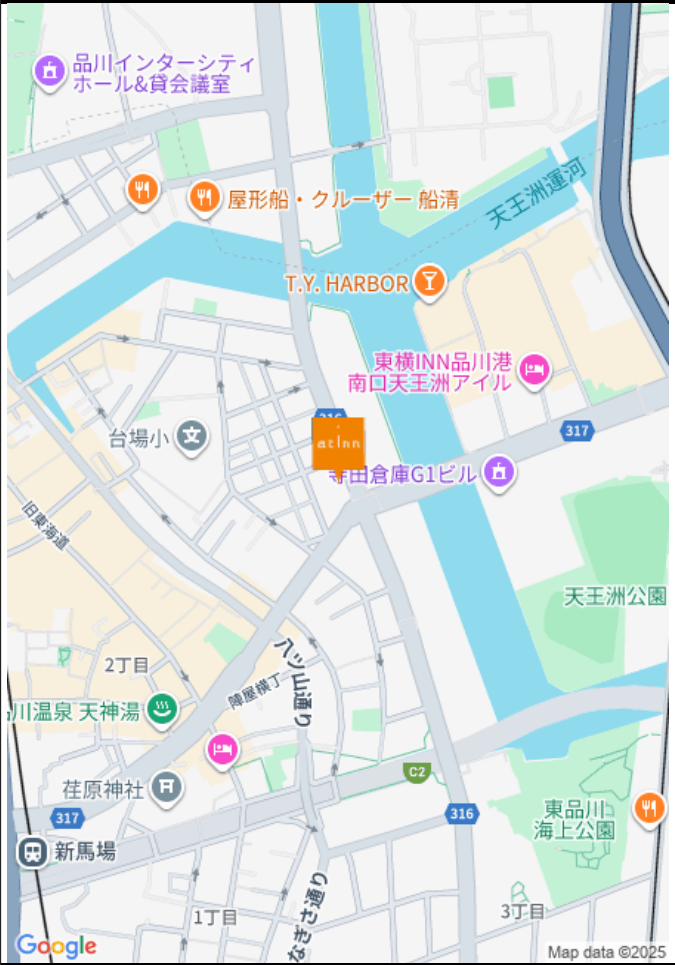 品川インターシティ
ホール&貸会議室
屋形船・クルーザー 船清
天王洲運河
T.Y. HARBOR
東横INN品川港
南口天王洲アイル
316
317
台場小
at Inn
寺田倉庫G1ビル
旧東海道
天王洲公園
2丁目
八ツ山通り
陣屋横丁
品川温泉 天神湯
C2
荏原神社
317
316
東品川
海上公園
新馬場
なぎさ通り
1丁目
3丁目
Google
Map data ©2025